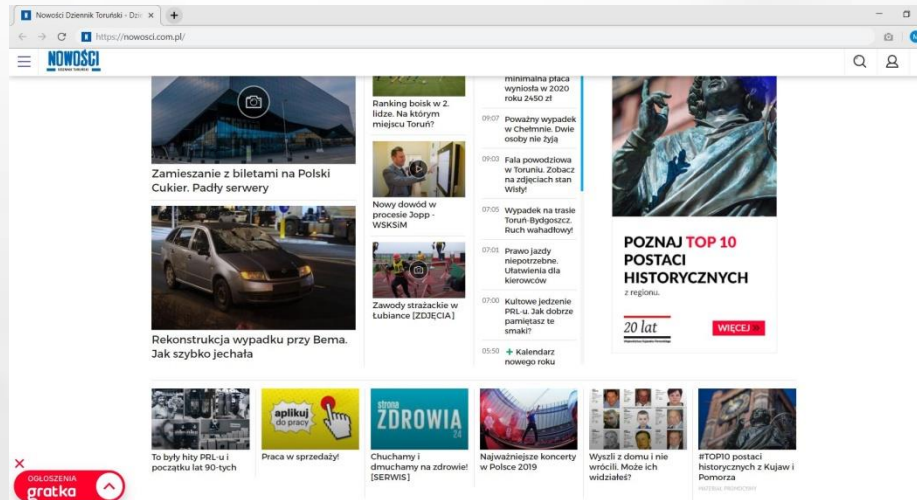 Nowości Dziennik Toruński - Dzie
https://nowosci.com.pl/
NOWOŚCI
DZIENNIK TORUŃSKI
Zamieszanie z biletami na Polski
Cukier. Padły serwery
Rekonstrukcja wypadku przy Bema.
Jak szybko jechała
Ranking boisk w 2.
lidze. Na którym
miejscu Toruń?
Nowy dowód w
procesie Jopp -
WSKSiM
Zawody strażackie w
Łubiance [ZDJĘCIA]
minimalna płaca
wyniosła w 2020
roku 2450 zł
09:07 Poważny wypadek
w Chełmnie. Dwie
osoby nie żyją
09:03 Fala powodziowa
w Toruniu. Zobacz
na zdjęciach stan
Wisły!
07:05 Wypadek na trasie
Toruń-Bydgoszcz.
Ruch wahadłowy!
07:01 Prawo jazdy
niepotrzebne.
Ułatwienia dla
kierowców
07:00 Kultowe jedzenie
PRL-u. Jak dobrze
pamiętasz te
smaki?
05:50 + Kalendarz
nowego roku
POZNAJ TOP 10
POSTACI
HISTORYCZNYCH
z regionu.
20 lat
WIĘCEJ »
aplikuj
do pracy
strona
ZDROWIA
24
To były hity PRL-u i
początku lat 90-tych
Praca w sprzedaży!
Chuchamy i
dmuchamy na zdrowie!
[SERWIS]
Najważniejsze koncerty
w Polsce 2019
Wyszli z domu i nie
wrócili. Może ich
widziałeś?
#TOP10 postaci
historycznych z Kujaw i
Pomorza
MATERIAŁ PROMOCYJNY
OGŁOSZENIA
gratka